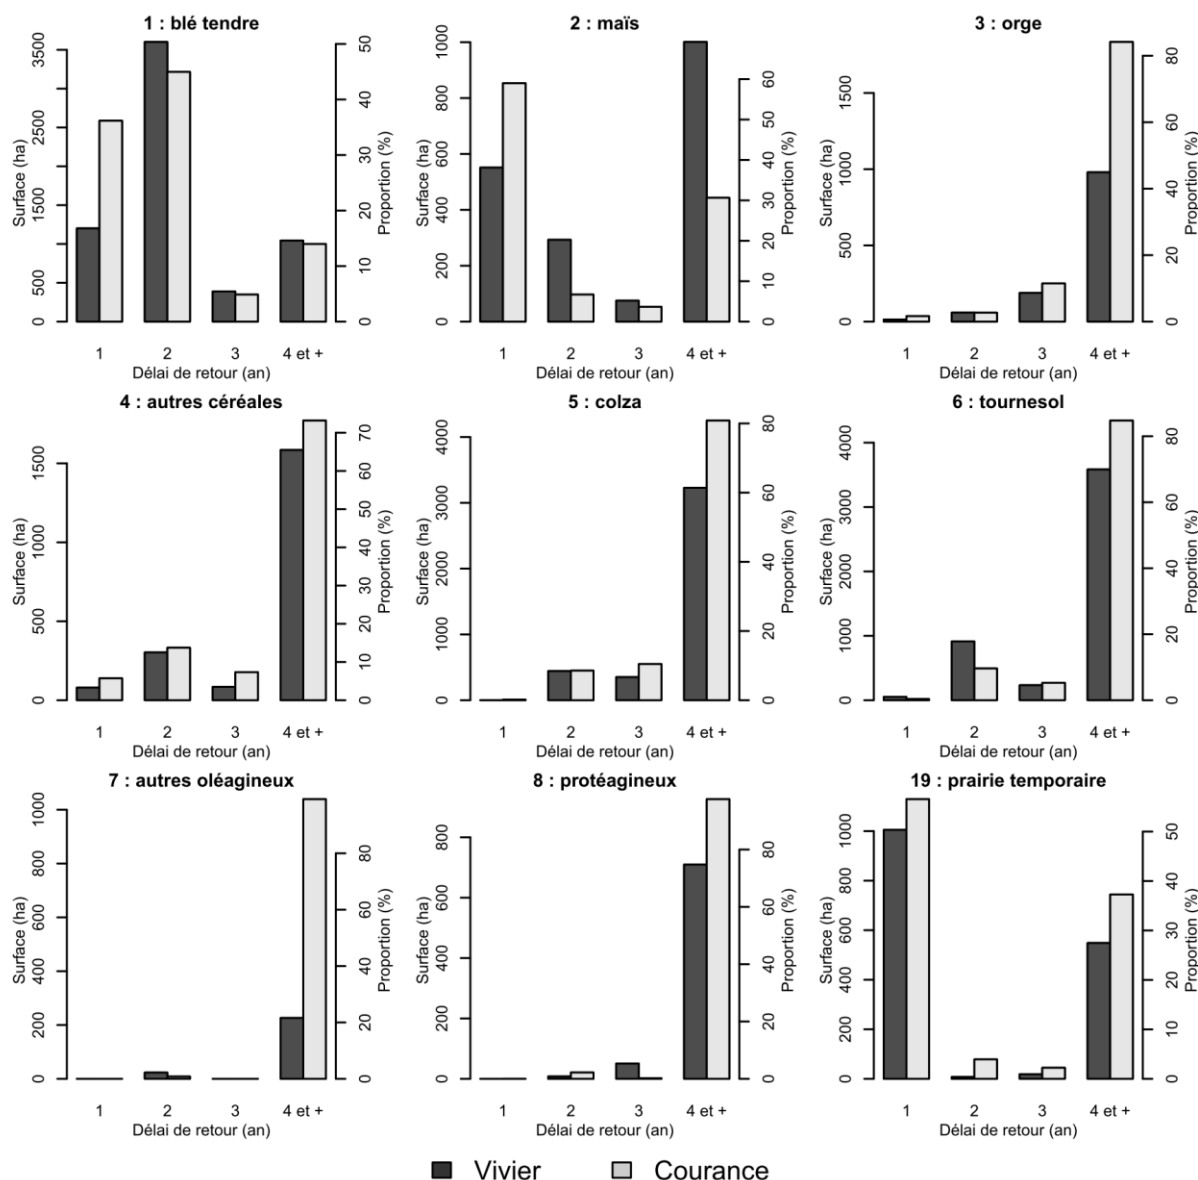 1 : blé tendre
Surface (ha)
0 500 1500 2500 3500
Proportion (%)
0 10 20 30 40 50
1 2 3 4 et +
Délai de retour (an)
2 : maïs
Surface (ha)
0 200 400 600 800 1000
Proportion (%)
0 10 20 30 40 50 60
1 2 3 4 et +
Délai de retour (an)
3 : orge
Surface (ha)
0 500 1000 1500
Proportion (%)
0 20 40 60 80
1 2 3 4 et +
Délai de retour (an)
4 : autres céréales
Surface (ha)
0 500 1000 1500
Proportion (%)
0 10 20 30 40 50 60 70
1 2 3 4 et +
Délai de retour (an)
5 : colza
Surface (ha)
0 1000 2000 3000 4000
Proportion (%)
0 20 40 60 80
1 2 3 4 et +
Délai de retour (an)
6 : tournesol
Surface (ha)
0 1000 2000 3000 4000
Proportion (%)
0 20 40 60 80
1 2 3 4 et +
Délai de retour (an)
7 : autres oléagineux
Surface (ha)
0 200 400 600 800 1000
Proportion (%)
0 20 40 60 80
1 2 3 4 et +
Délai de retour (an)
8 : protéagineux
Surface (ha)
0 200 400 600 800
Proportion (%)
0 20 40 60 80
1 2 3 4 et +
Délai de retour (an)
19 : prairie temporaire
Surface (ha)
0 200 400 600 800 1000
Proportion (%)
0 10 20 30 40 50
1 2 3 4 et +
Délai de retour (an)
Vivier Courance